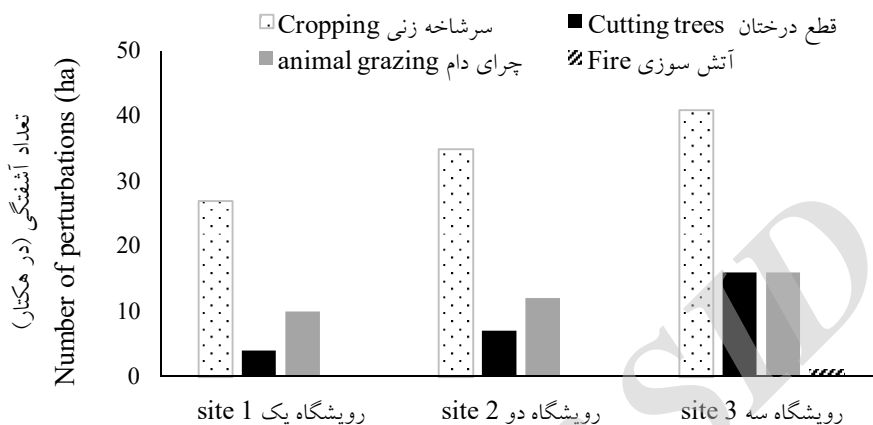 Cropping سرشاخه زنی
Cutting trees قطع درختان
animal grazing چرای دام
Fire آتش سوزی
تعداد آشفتگی (در هکتار)
Number of perturbations (ha)
50
40
30
20
10
0
site 1 رویشگاه یک
site 2 رویشگاه دو
site 3 رویشگاه سه
SID